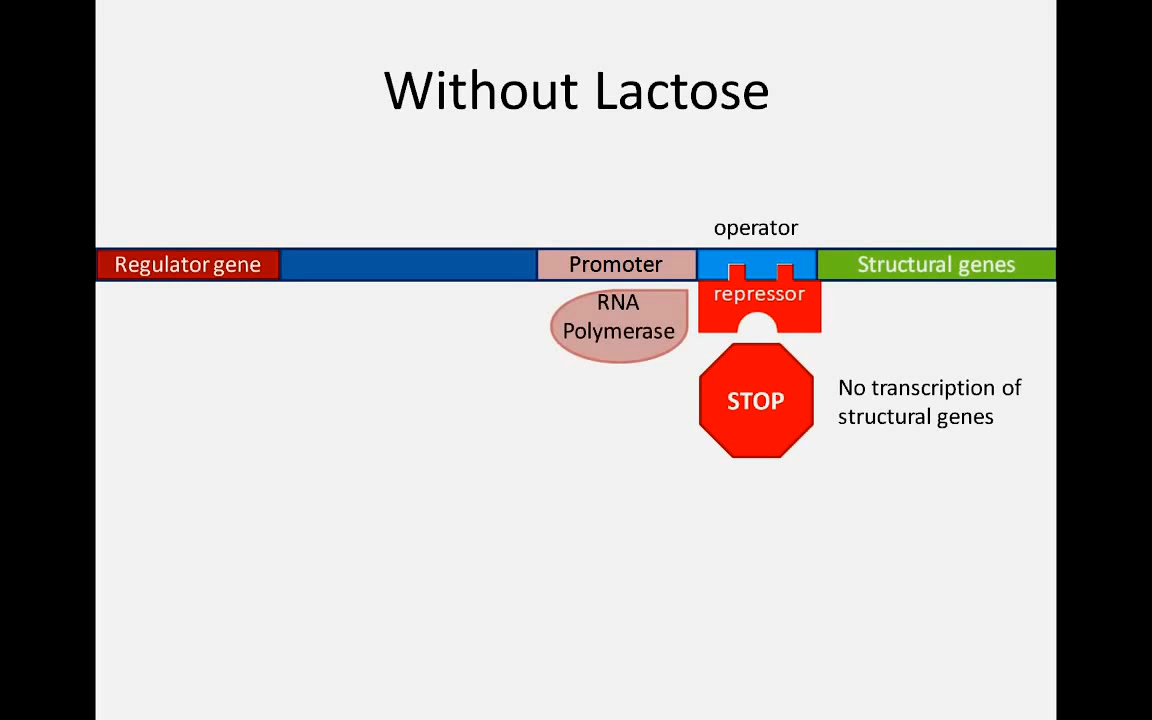 Without Lactose
operator
Regulator gene
Promoter
Structural genes
RNA
Polymerase
repressor
STOP
No transcription of
structural genes